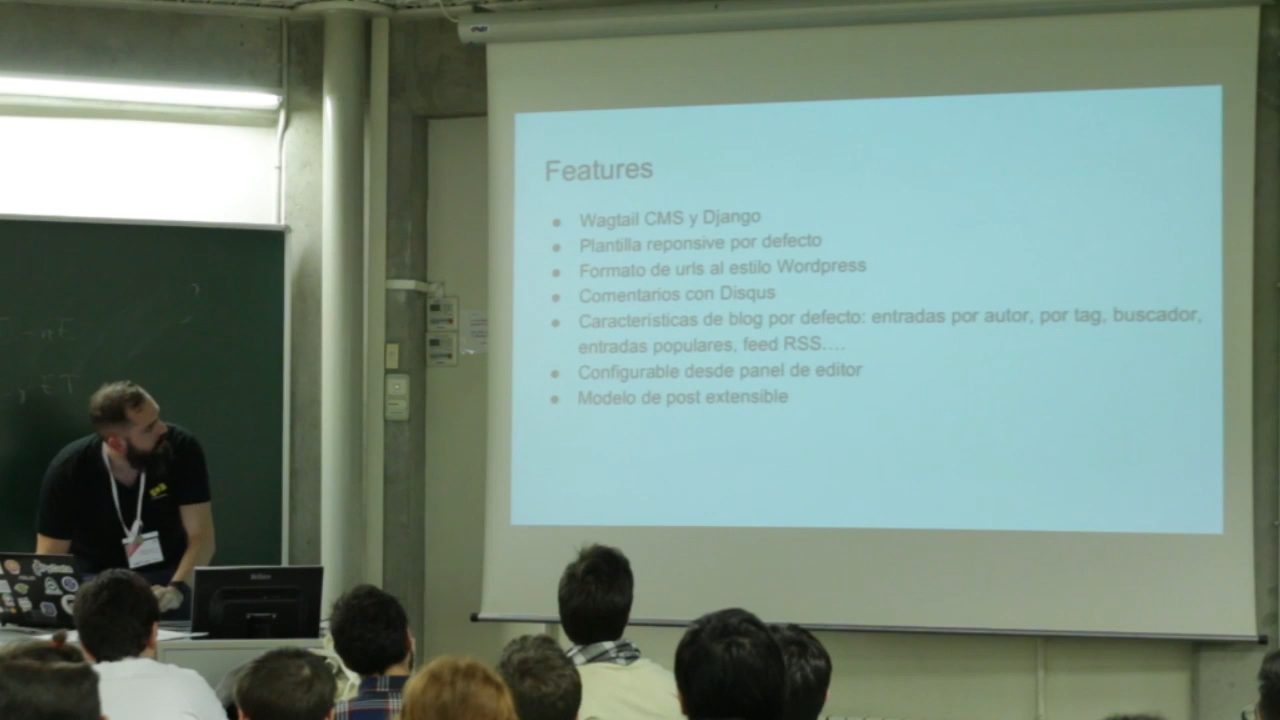 Features
● Wagtail CMS y Django
● Plantilla reponsive por defecto
● Formato de urls al estilo Wordpress
● Comentarios con Disqus
● Características de blog por defecto: entradas por autor, por tag, buscador,
entradas populares, feed RSS….
● Configurable desde panel de editor
● Modelo de post extensible